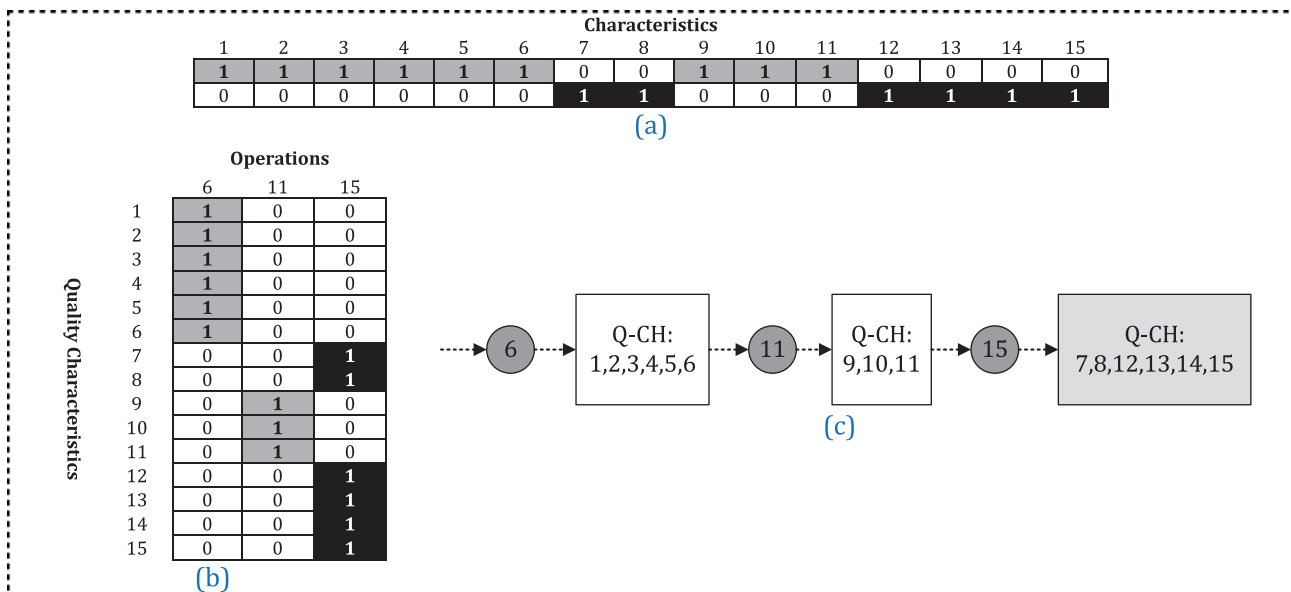 Characteristics
1 2 3 4 5 6 7 8 9 10 11 12 13 14 15
1 1 1 1 1 1 0 0 1 1 1 0 0 0 0
0 0 0 0 0 0 1 1 0 0 0 1 1 1 1
(a)
Operations
6 11 15
Quality Characteristics
1 1 0 0
2 1 0 0
3 1 0 0
4 1 0 0
5 1 0 0
6 1 0 0
7 0 0 1
8 0 0 1
9 0 1 0
10 0 1 0
11 0 1 0
12 0 0 1
13 0 0 1
14 0 0 1
15 0 0 1
(b)
6
Q-CH:
1,2,3,4,5,6
11
Q-CH:
9,10,11
15
Q-CH:
7,8,12,13,14,15
(c)